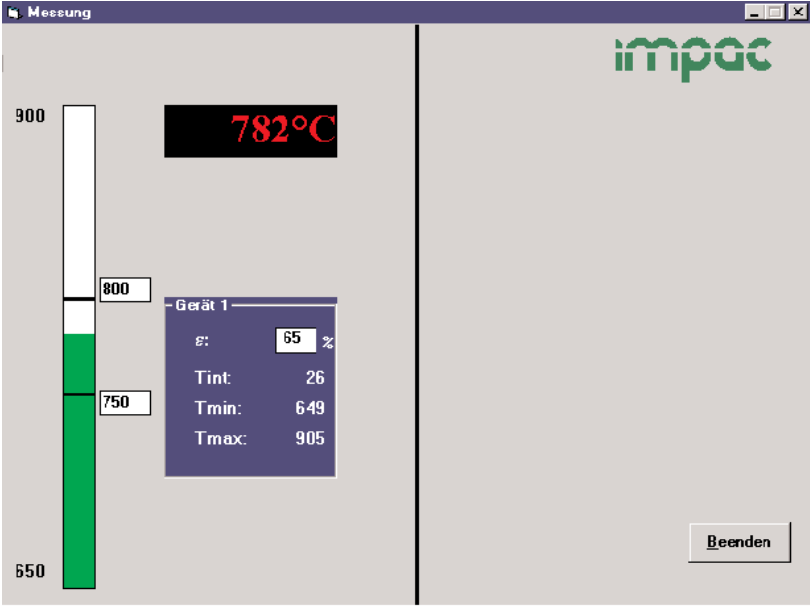 Messung
impac
900
782°C
800
Gerät 1
ε: 65 %
750
Tint: 26
Tmin: 649
Tmax: 905
Beenden
650